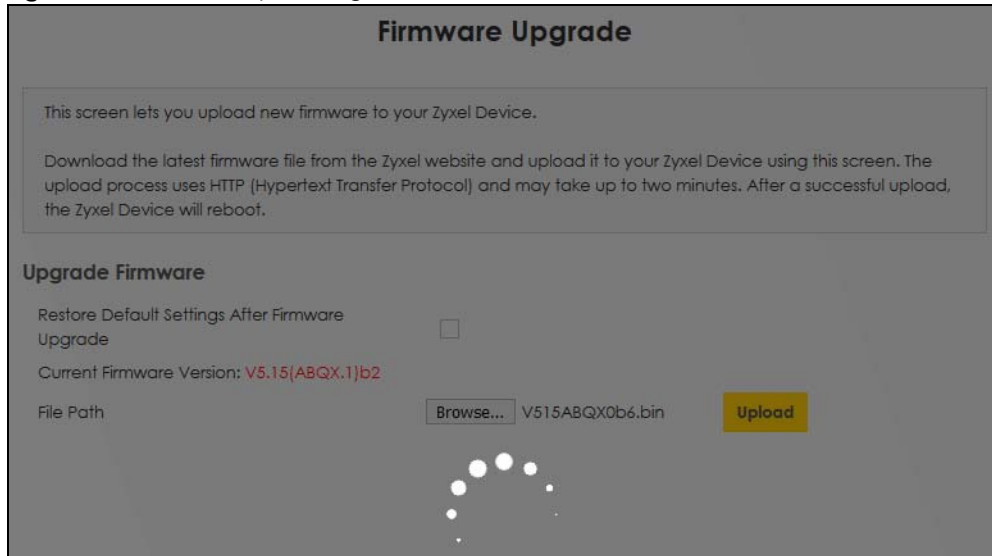 Firmware Upgrade
This screen lets you upload new firmware to your Zyxel Device.
Download the latest firmware file from the Zyxel website and upload it to your Zyxel Device using this screen. The
upload process uses HTTP (Hypertext Transfer Protocol) and may take up to two minutes. After a successful upload,
the Zyxel Device will reboot.
Upgrade Firmware
Restore Default Settings After Firmware
Upgrade
Current Firmware Version: V5.15(ABQX.1)b2
File Path Browse... V515ABQX0b6.bin Upload